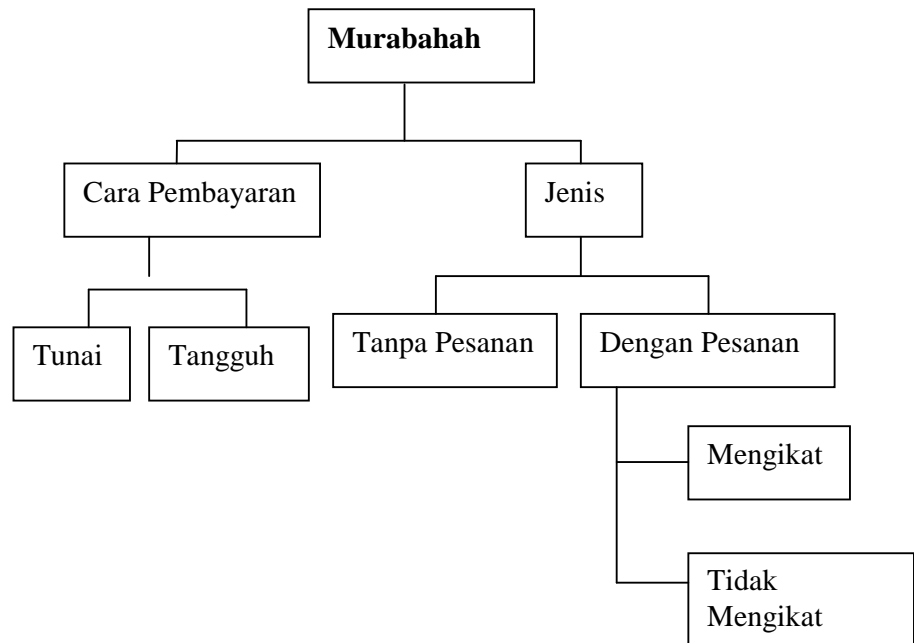 Murabahah
Cara Pembayaran
Jenis
Tunai
Tangguh
Tanpa Pesanan
Dengan Pesanan
Mengikat
Tidak
Mengikat